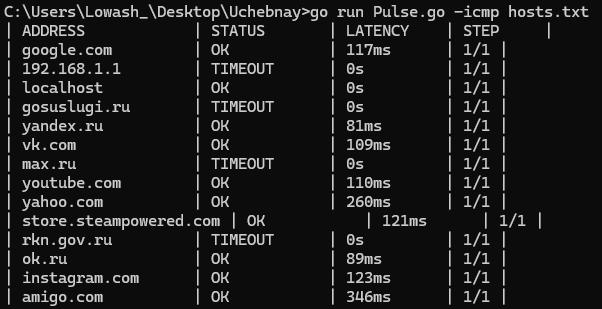 C:\Users\Lowash_\Desktop\Uchebnay>go run Pulse.go -icmp hosts.txt
| ADDRESS | STATUS | LATENCY | STEP |
| google.com | OK | 117ms | 1/1 |
| 192.168.1.1 | TIMEOUT | 0s | 1/1 |
| localhost | OK | 0s | 1/1 |
| gosuslugi.ru | TIMEOUT | 0s | 1/1 |
| yandex.ru | OK | 81ms | 1/1 |
| vk.com | OK | 109ms | 1/1 |
| max.ru | TIMEOUT | 0s | 1/1 |
| youtube.com | OK | 110ms | 1/1 |
| yahoo.com | OK | 260ms | 1/1 |
| store.steampowered.com | OK | 121ms | 1/1 |
| rkn.gov.ru | TIMEOUT | 0s | 1/1 |
| ok.ru | OK | 89ms | 1/1 |
| instagram.com | OK | 123ms | 1/1 |
| amigo.com | OK | 346ms | 1/1 |